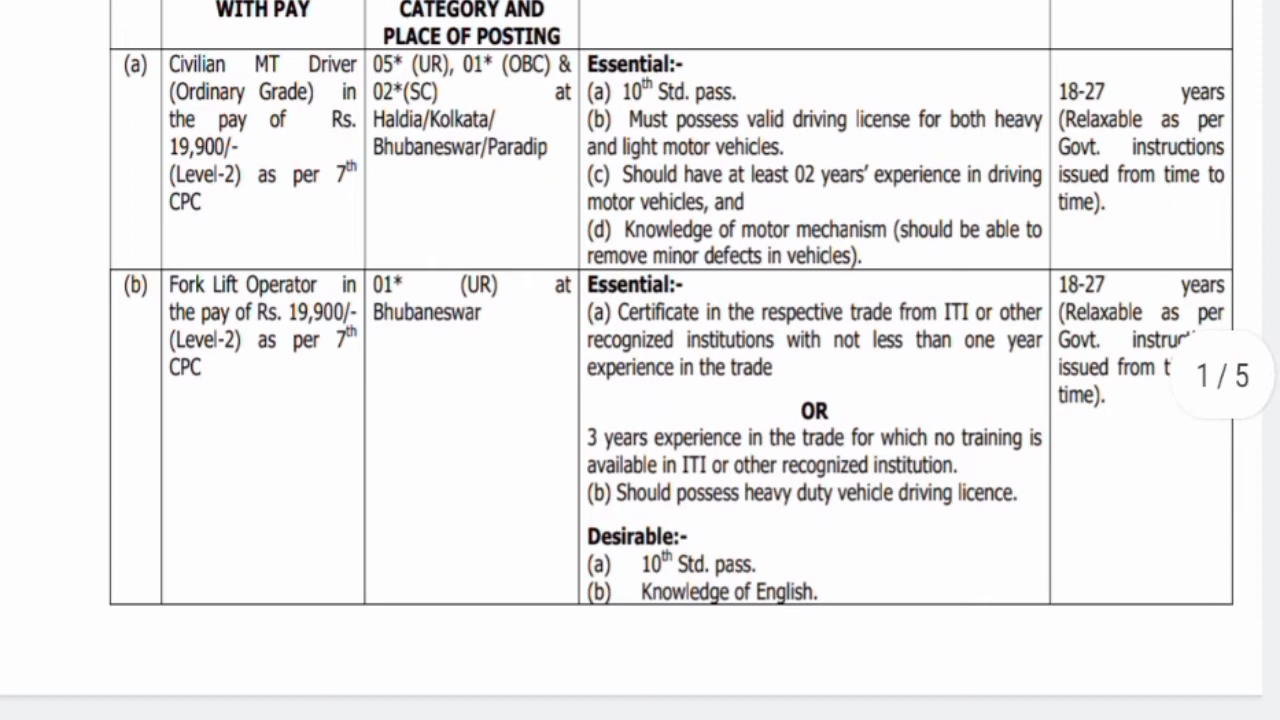 WITH PAY
CATEGORY AND
PLACE OF POSTING
(a)
Civilian MT Driver
(Ordinary Grade) in
the pay of Rs.
19,900/-
(Level-2) as per 7th
CPC
05* (UR), 01* (OBC) &
02*(SC) at
Haldia/Kolkata/
Bhubaneswar/Paradip
Essential:-
(a) 10th Std. pass.
(b) Must possess valid driving license for both heavy
and light motor vehicles.
(c) Should have at least 02 years' experience in driving
motor vehicles, and
(d) Knowledge of motor mechanism (should be able to
remove minor defects in vehicles).
18-27 years
(Relaxable as per
Govt. instructions
issued from time to
time).
(b)
Fork Lift Operator in
the pay of Rs. 19,900/-
(Level-2) as per 7th
CPC
01* (UR) at
Bhubaneswar
Essential:-
(a) Certificate in the respective trade from ITI or other
recognized institutions with not less than one year
experience in the trade
OR
3 years experience in the trade for which no training is
available in ITI or other recognized institution.
(b) Should possess heavy duty vehicle driving licence.
Desirable:-
(a) 10th Std. pass.
(b) Knowledge of English.
18-27 years
(Relaxable as per
Govt.
issued from
time).
1 / 5